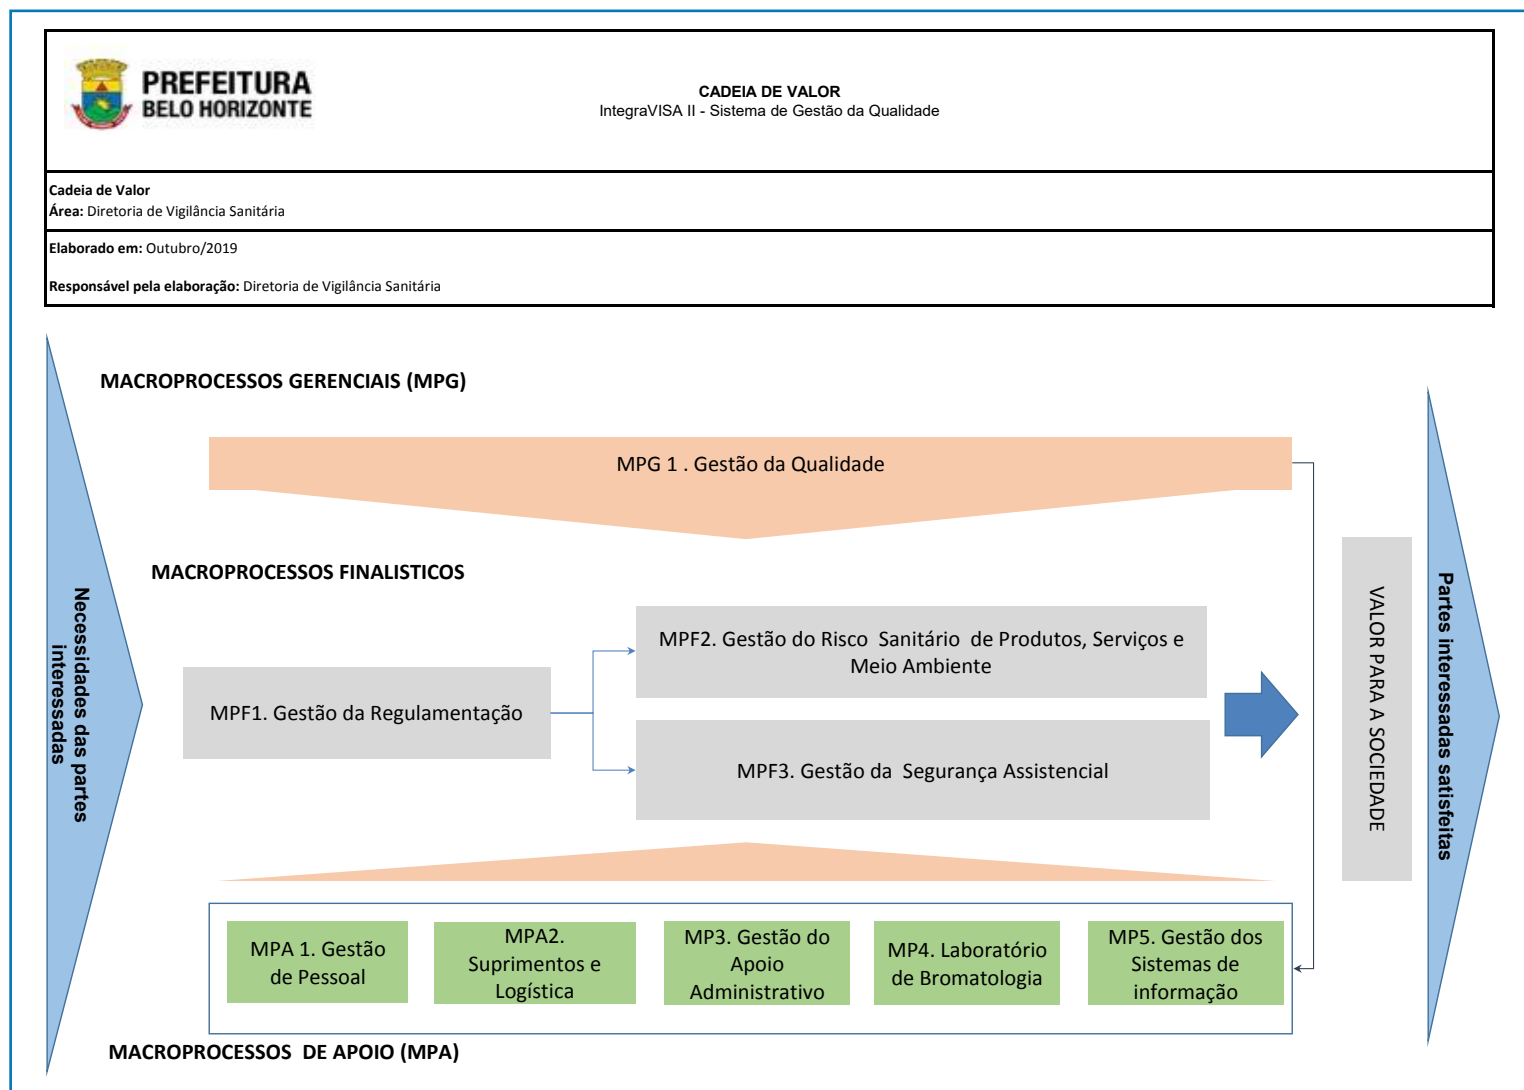 PREFEITURA
BELO HORIZONTE
CADEIA DE VALOR
IntegraVISA II - Sistema de Gestão da Qualidade
Cadeia de Valor
Área: Diretoria de Vigilância Sanitária
Elaborado em: Outubro/2019
Responsável pela elaboração: Diretoria de Vigilância Sanitária
Necessidades das partes
interessadas
MACROPROCESSOS GERENCIAIS (MPG)
MPG 1 . Gestão da Qualidade
MACROPROCESSOS FINALISTICOS
MPF1. Gestão da Regulamentação
MPF2. Gestão do Risco Sanitário de Produtos, Serviços e
Meio Ambiente
MPF3. Gestão da Segurança Assistencial
VALOR PARA A SOCIEDADE
Partes interessadas satisfeitas
MPA 1. Gestão
de Pessoal
MPA2.
Suprimentos e
Logística
MP3. Gestão do
Apoio
Administrativo
MP4. Laboratório
de Bromatologia
MP5. Gestão dos
Sistemas de
informação
MACROPROCESSOS DE APOIO (MPA)